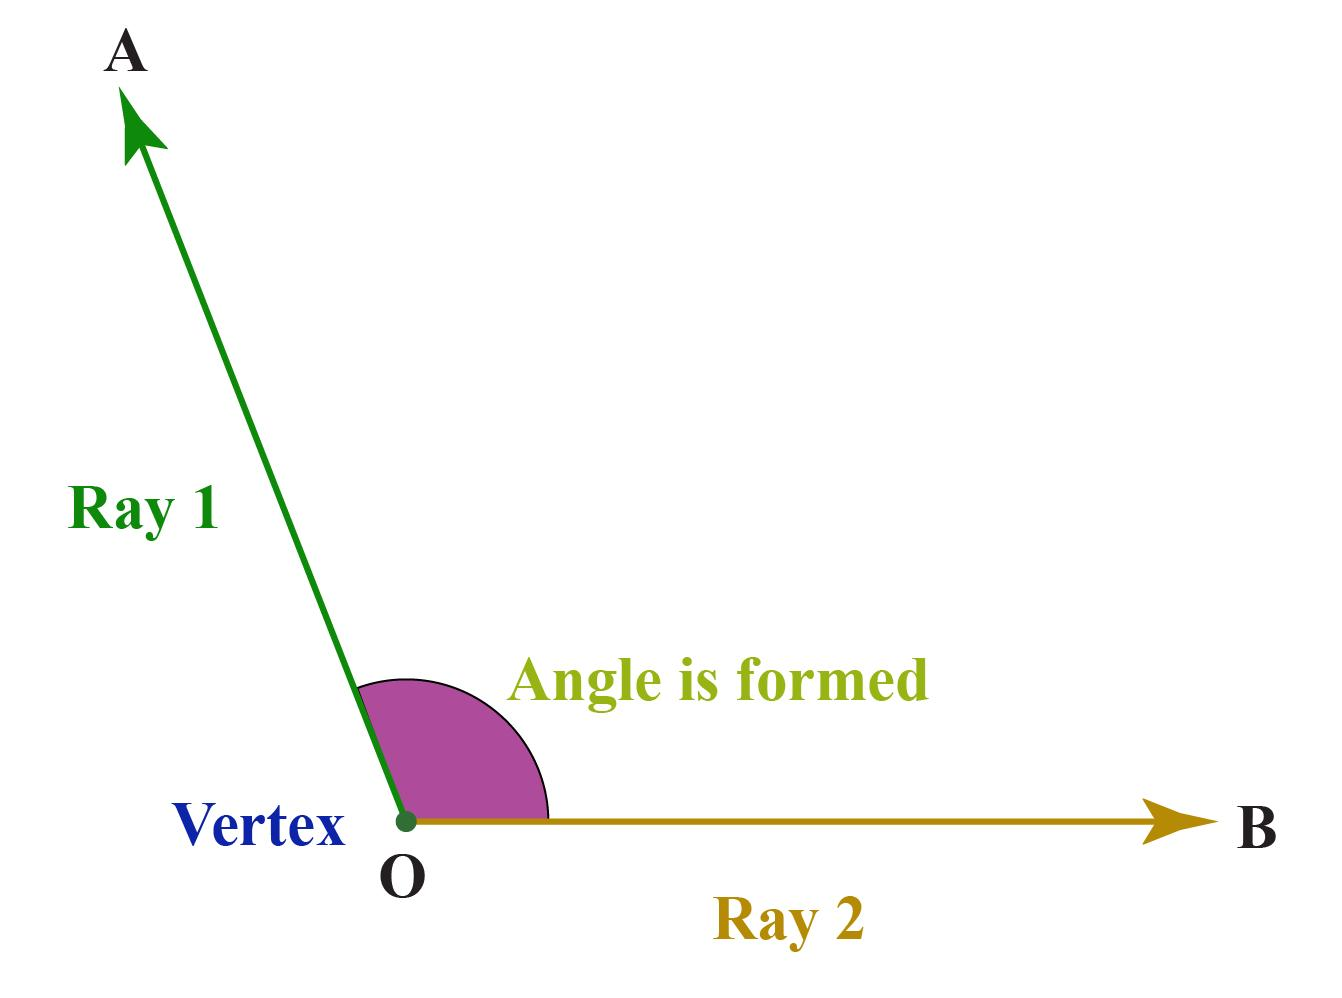 A
Ray 1
Angle is formed
Vertex
B
O
Ray 2